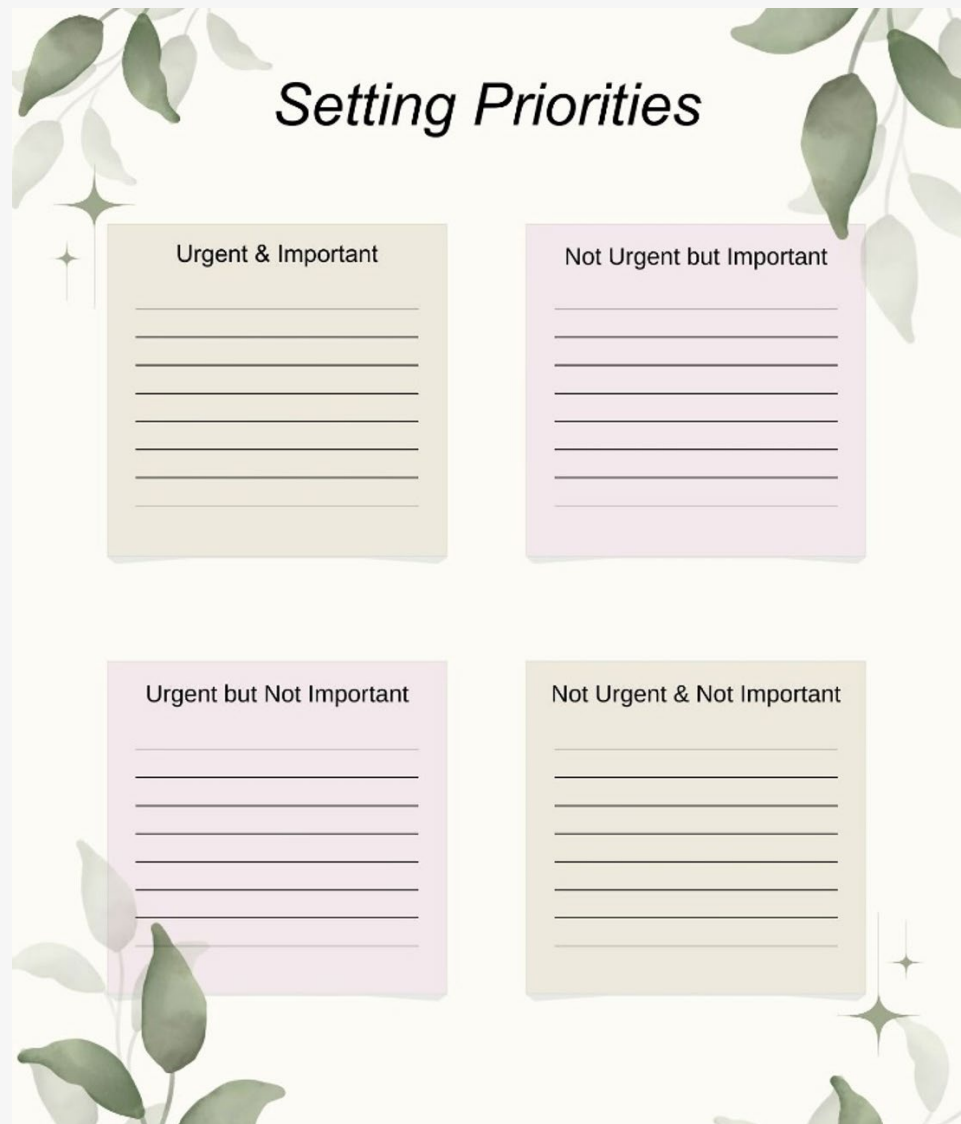 Setting Priorities
Urgent & Important
Not Urgent but Important
Urgent but Not Important
Not Urgent & Not Important